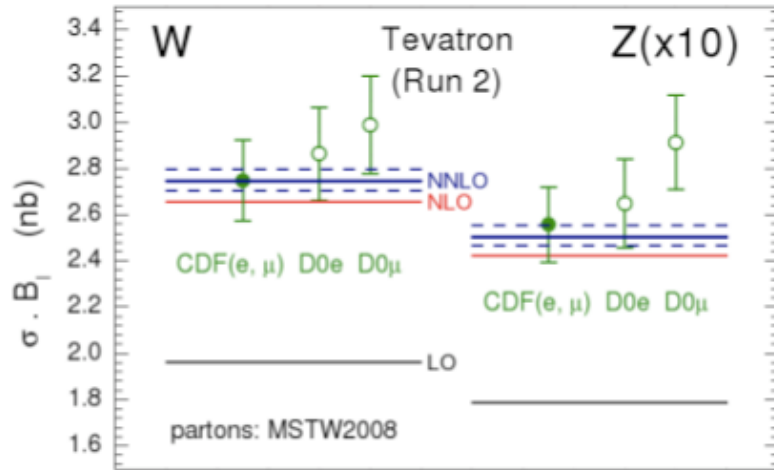 W
Tevatron
(Run 2)
Z(x10)
σ . Bₗ (nb)
3.4
3.2
3.0
2.8
2.6
2.4
2.2
2.0
1.8
1.6
NNLO
NLO
CDF(e, μ) D0e D0μ
CDF(e, μ) D0e D0μ
LO
partons: MSTW2008